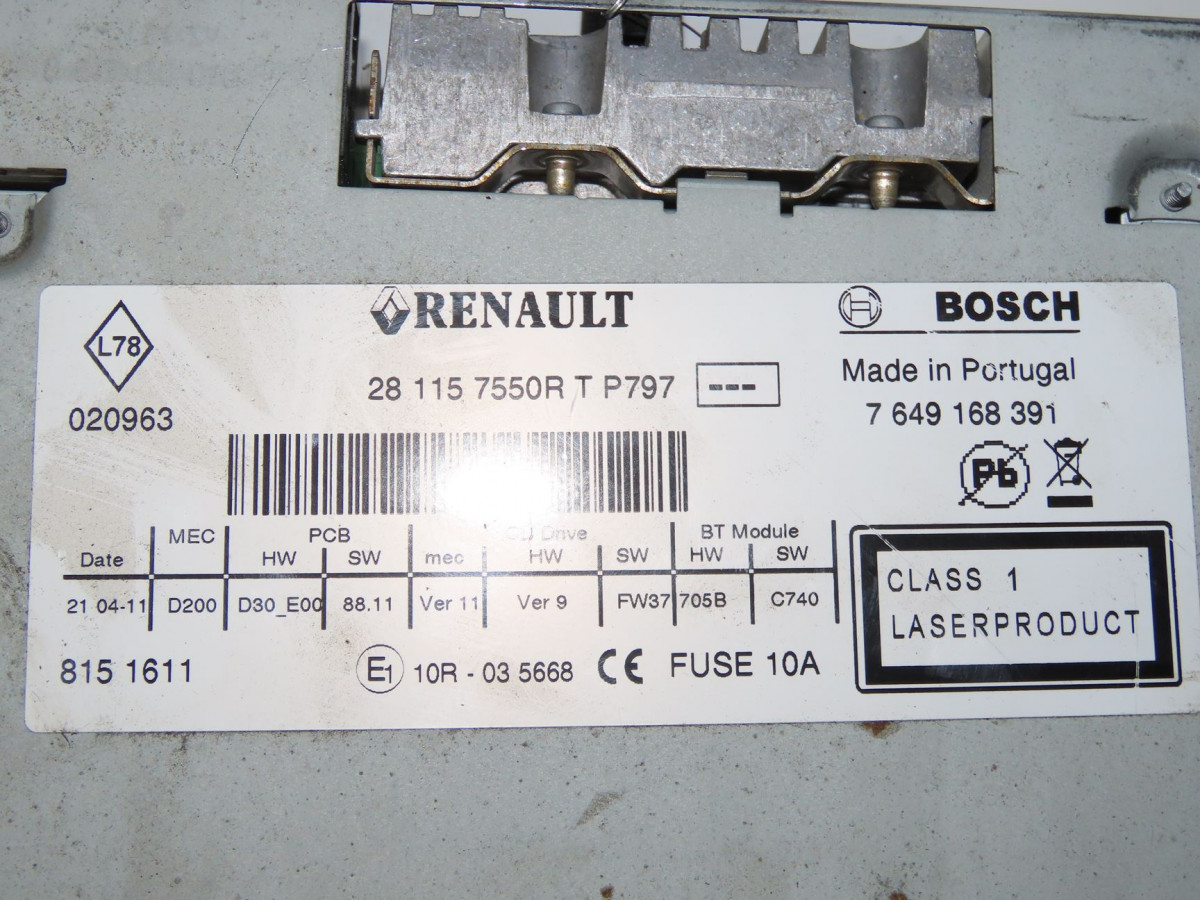 RENAULT
BOSCH
L78
28 115 7550R T P797 ---
Made in Portugal
020963
7 649 168 391
Pb
MEC PCB CD Drive BT Module
Date HW SW mec HW SW HW SW
21 04-11 D200 D30_E00 88.11 Ver 11 Ver 9 FW37 705B C740
CLASS 1
LASERPRODUCT
815 1611
E1 10R - 03 5668 CE FUSE 10A